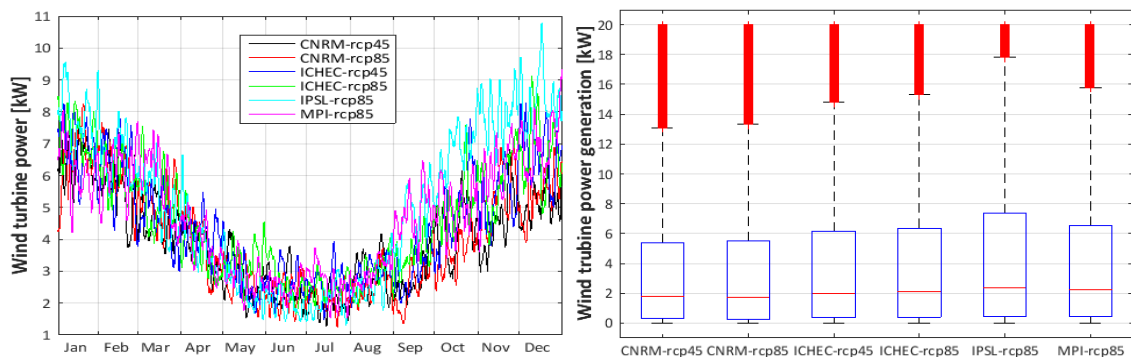 Wind turbine power [kW]
11
10
9
8
7
6
5
4
3
2
1
CNRM-rcp45
CNRM-rcp85
ICHEC-rcp45
ICHEC-rcp85
IPSL-rcp85
MPI-rcp85
Jan Feb Mar Apr May Jun Jul Aug Sep Oct Nov Dec
Wind trubine power generation [kW]
20
18
16
14
12
10
8
6
4
2
0
CNRM-rcp45 CNRM-rcp85 ICHEC-rcp45 ICHEC-rcp85 IPSL-rcp85 MPI-rcp85